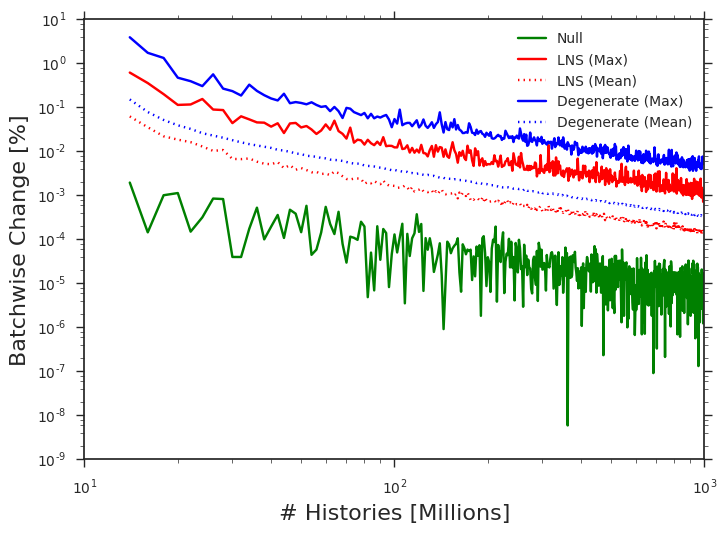 10^1
10^0
10^-1
10^-2
10^-3
10^-4
10^-5
10^-6
10^-7
10^-8
10^-9
Batchwise Change [%]
Null
LNS (Max)
LNS (Mean)
Degenerate (Max)
Degenerate (Mean)
10^1 10^2 10^3
# Histories [Millions]